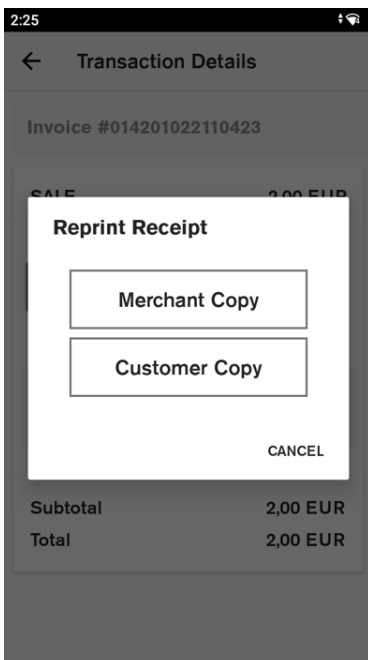 2:25
Transaction Details
Invoice #014201022110423
SALE 2,00 EUR
Reprint Receipt
Merchant Copy
Customer Copy
CANCEL
Subtotal 2,00 EUR
Total 2,00 EUR